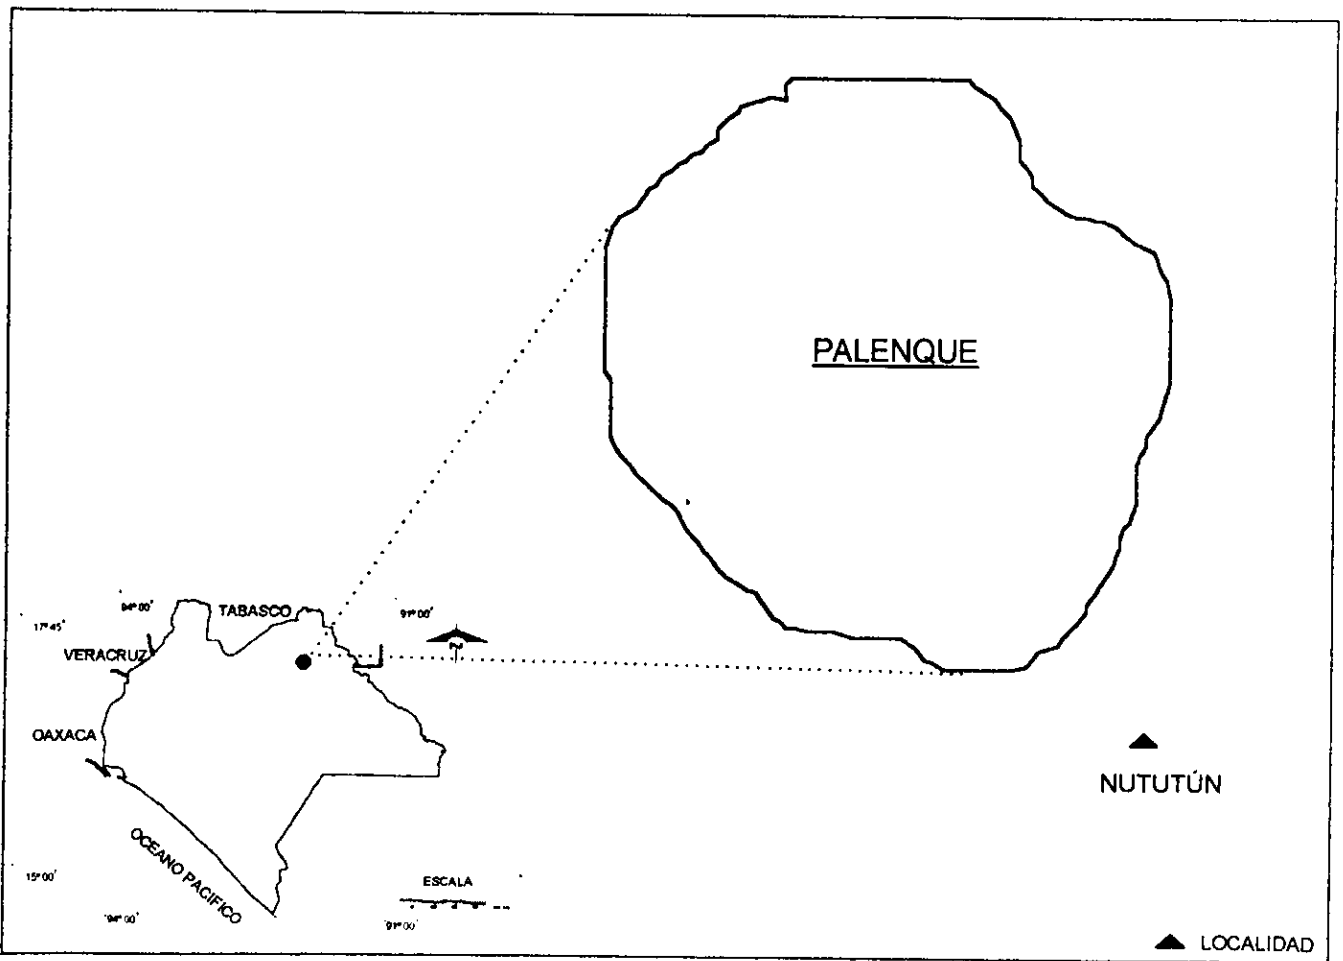 PALENQUE
94°00'
TABASCO
91°00'
17°45'
VERACRUZ
N
OAXACA
NUTUTÚN
OCEANO PACIFICO
15°00'
ESCALA
94°00'
91°00'
LOCALIDAD